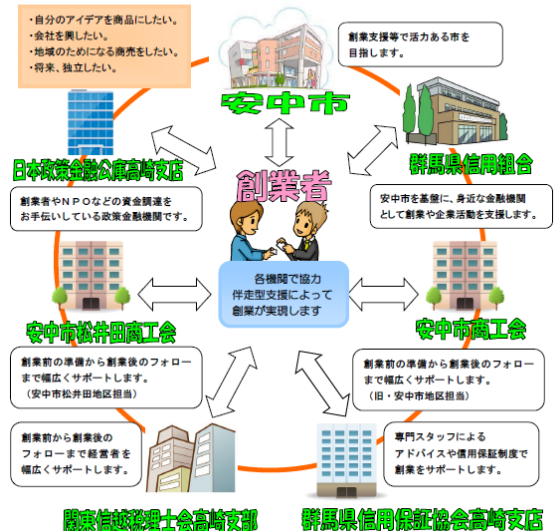 ・自分のアイデアを商品にしたい。
・会社を興したい。
・地域のためになる商売をしたい。
・将来、独立したい。
創業支援等で活力ある市を
目指します。
安中市
日本政策金融公庫高崎支店
群馬県信用組合
創業者
創業者やＮＰＯなどの資金調達を
お手伝いしている政策金融機関です。
安中市を基盤に、身近な金融機関
として創業や企業活動を支援します。
各機関で協力
伴走型支援によって
創業が実現します
安中市松井田商工会
安中市商工会
創業前の準備から創業後のフォロー
まで幅広くサポートします。
（安中市松井田地区担当）
創業前の準備から創業後のフォロー
まで幅広くサポートします。
（旧・安中市地区担当）
創業前から創業後の
フォローまで経営者を
幅広くサポートします。
専門スタッフによる
アドバイスや信用保証制度で
創業をサポートします。
関東信越税理士会高崎支部
群馬県信用保証協会高崎支店